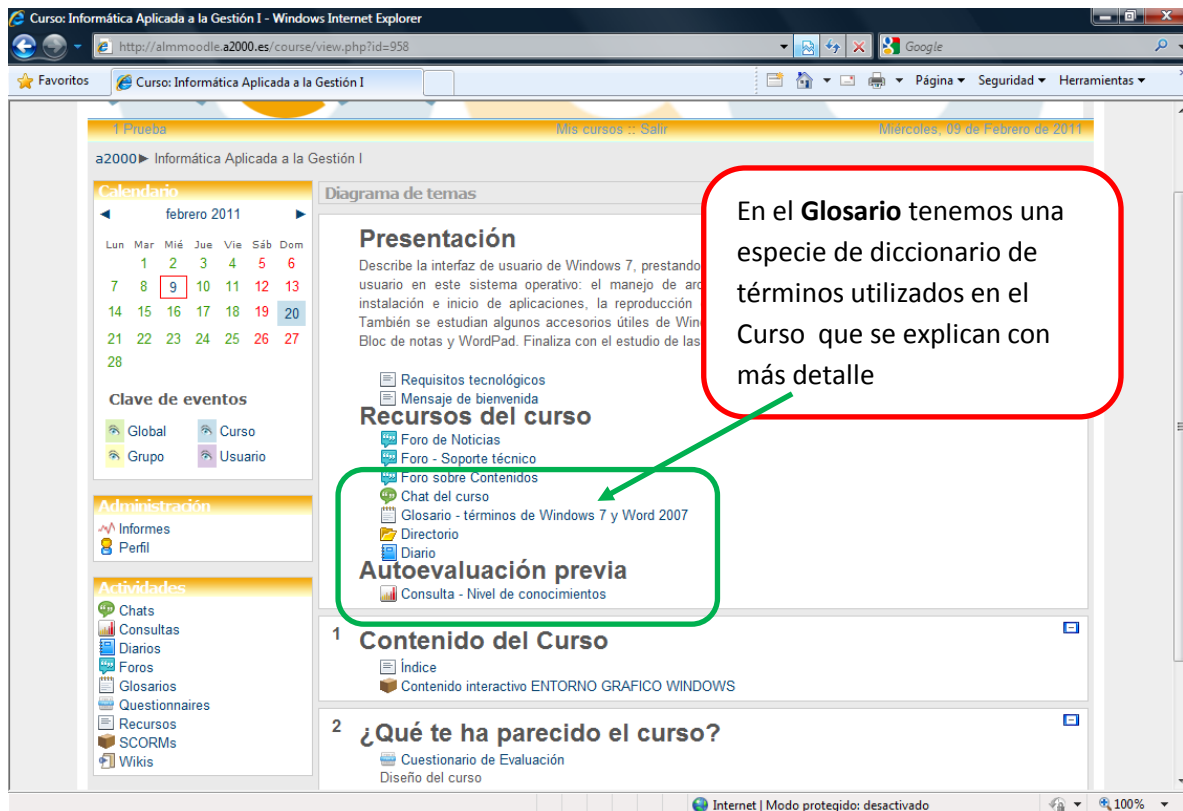 Curso: Informática Aplicada a la Gestión I - Windows Internet Explorer
http://almmoodle.a2000.es/course/view.php?id=958
Google
Favoritos
Curso: Informática Aplicada a la Gestión I
Página
Seguridad
Herramientas
1 Prueba
Mis cursos :: Salir
Miércoles, 09 de Febrero de 2011
a2000► Informática Aplicada a la Gestión I
Calendario
◄ febrero 2011 ►
Lun Mar Mié Jue Vie Sáb Dom
1 2 3 4 5 6
7 8 9 10 11 12 13
14 15 16 17 18 19 20
21 22 23 24 25 26 27
28
Clave de eventos
Global
Curso
Grupo
Usuario
Administración
Informes
Perfil
Actividades
Chats
Consultas
Diarios
Foros
Glosarios
Questionnaires
Recursos
SCORMs
Wikis
Diagrama de temas
Presentación
Describe la interfaz de usuario de Windows 7, prestando
usuario en este sistema operativo: el manejo de
instalación e inicio de aplicaciones, la reproducción
También se estudian algunos accesorios útiles de
Bloc de notas y WordPad. Finaliza con el estudio de las
Requisitos tecnológicos
Mensaje de bienvenida
Recursos del curso
Foro de Noticias
Foro - Soporte técnico
Foro sobre Contenidos
Chat del curso
Glosario - términos de Windows 7 y Word 2007
Directorio
Diario
Autoevaluación previa
Consulta - Nivel de conocimientos
1
Contenido del Curso
Índice
Contenido interactivo ENTORNO GRAFICO WINDOWS
2
¿Qué te ha parecido el curso?
Cuestionario de Evaluación
Diseño del curso
En el Glosario tenemos una
especie de diccionario de
términos utilizados en el
Curso que se explican con
más detalle
Internet | Modo protegido: desactivado
100%